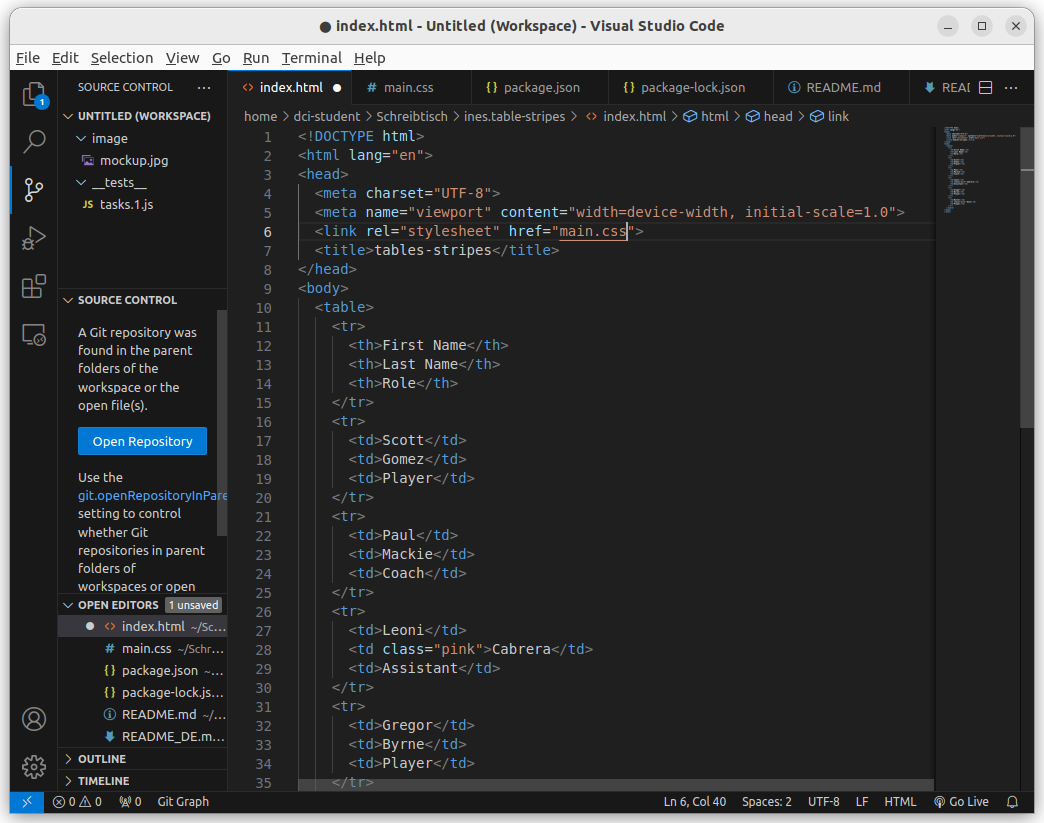 ● index.html - Untitled (Workspace) - Visual Studio Code
File Edit Selection View Go Run Terminal Help
1
SOURCE CONTROL ...
UNTITLED (WORKSPACE)
image
mockup.jpg
__tests__
JS tasks.1.js
SOURCE CONTROL
A Git repository was
found in the parent
folders of the
workspace or the
open file(s).
Open Repository
Use the
git.openRepositoryInPare
setting to control
whether Git
repositories in parent
folders of
workspaces or open
OPEN EDITORS 1 unsaved
● <> index.html ~/Sc...
# main.css ~/Schr...
{} package.json ~...
{} package-lock.js...
README.md ~/...
README_DE.m...
OUTLINE
TIMELINE
<> index.html ● # main.css {} package.json {} package-lock.json README.md READ ...
home > dci-student > Schreibtisch > ines.table-stripes > <> index.html > html > head > link
1 <!DOCTYPE html>
2 <html lang="en">
3 <head>
4 <meta charset="UTF-8">
5 <meta name="viewport" content="width=device-width, initial-scale=1.0">
6 <link rel="stylesheet" href="main.css">
7 <title>tables-stripes</title>
8 </head>
9 <body>
10 <table>
11 <tr>
12 <th>First Name</th>
13 <th>Last Name</th>
14 <th>Role</th>
15 </tr>
16 <tr>
17 <td>Scott</td>
18 <td>Gomez</td>
19 <td>Player</td>
20 </tr>
21 <tr>
22 <td>Paul</td>
23 <td>Mackie</td>
24 <td>Coach</td>
25 </tr>
26 <tr>
27 <td>Leoni</td>
28 <td class="pink">Cabrera</td>
29 <td>Assistant</td>
30 </tr>
31 <tr>
32 <td>Gregor</td>
33 <td>Byrne</td>
34 <td>Player</td>
35 </tr>
0 0 0 Git Graph Ln 6, Col 40 Spaces: 2 UTF-8 LF HTML Go Live